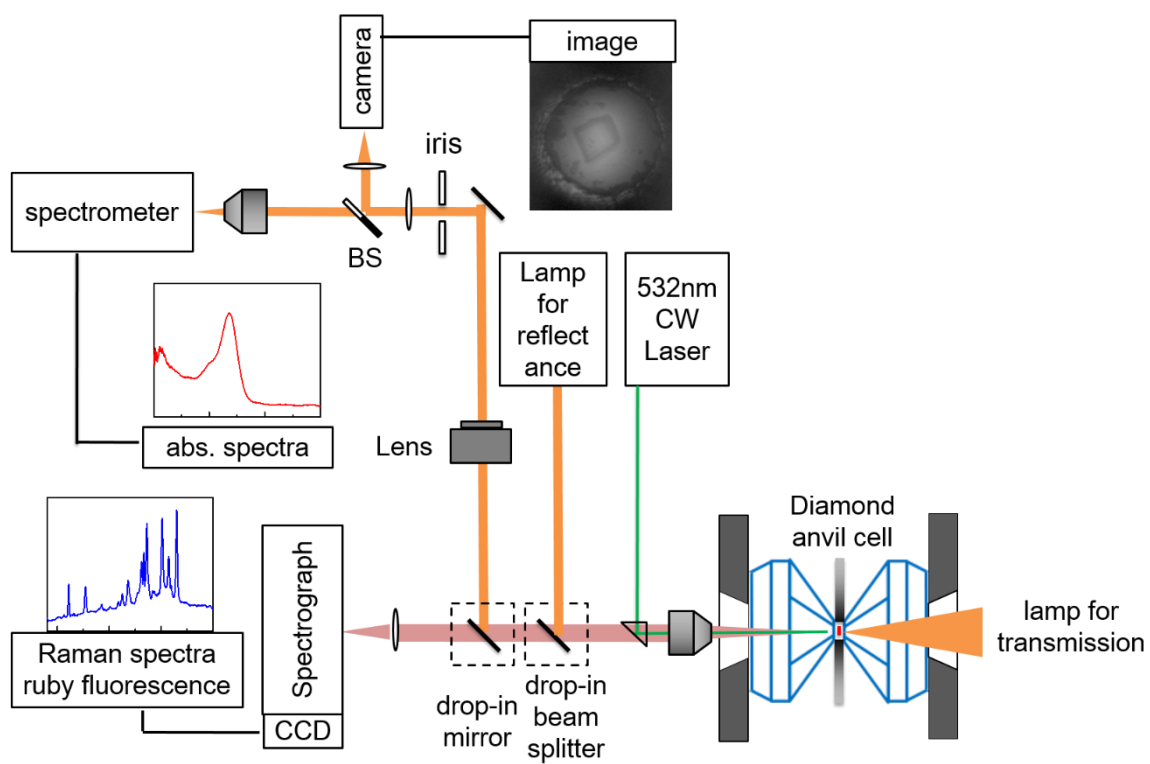 camera
image
iris
spectrometer
BS
Lamp
for
reflect
ance
532nm
CW
Laser
abs. spectra
Lens
Diamond
anvil cell
lamp for
transmission
Spectrograph
CCD
Raman spectra
ruby fluorescence
drop-in
mirror
drop-in
beam
splitter